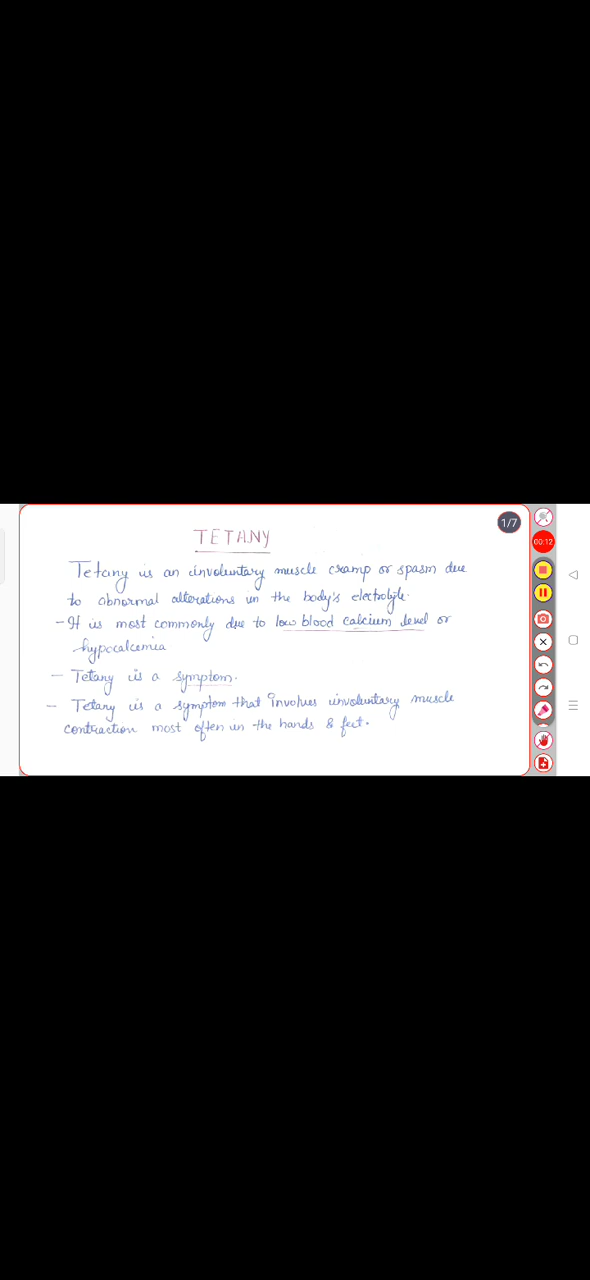 TETANY
1/7
00:12
Tetany is an involuntary muscle cramp or spasm due
to abnormal alterations in the body's electrolyte.
- It is most commonly due to low blood calcium level or
hypocalcemia
- Tetany is a symptom.
- Tetany is a symptom that involves involuntary muscle
contraction most often in the hands & feet.